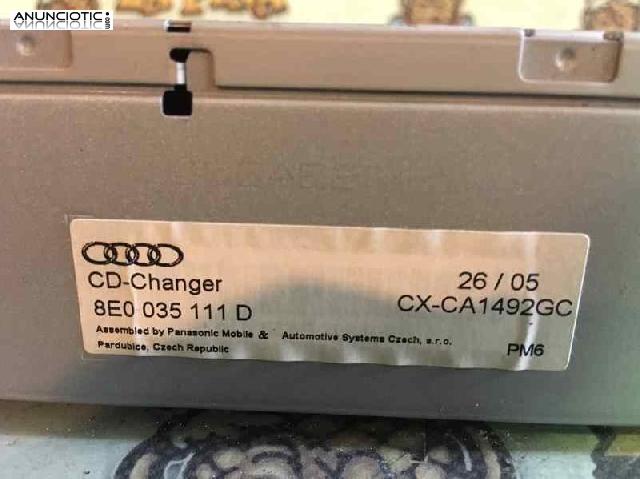 ANUNCIOTIC.com
CD-Changer
26 / 05
8E0 035 111 D
CX-CA1492GC
Assembled by Panasonic Mobile & Automotive Systems Czech, s.r.o.
Pardubice, Czech Republic
PM6